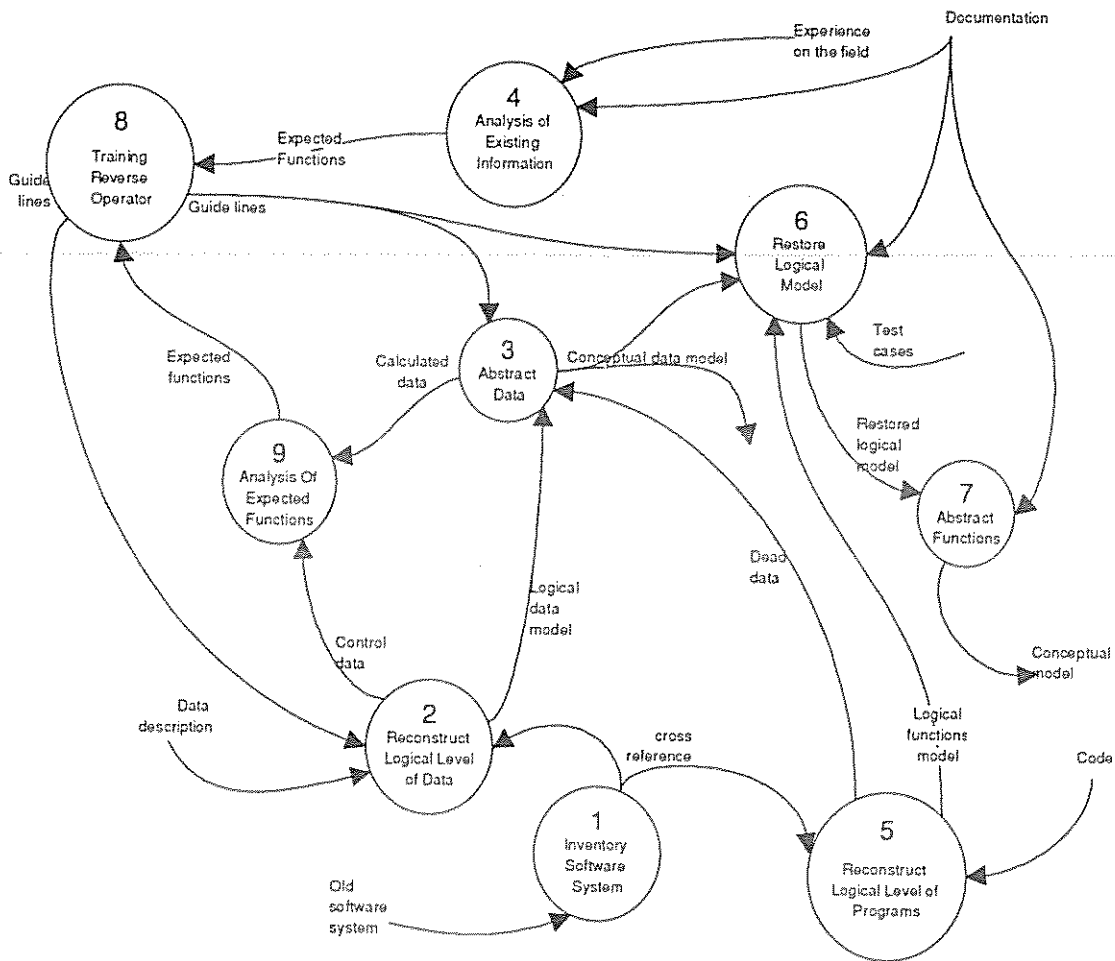 Documentation
Experience
on the field
4
Analysis of
Existing
Information
8
Training
Reverse
Operator
Expected
Functions
Guide
lines
Guide lines
6
Restore
Logical
Model
Test
cases
3
Abstract
Data
Conceptual data model
Calculated
data
Expected
functions
9
Analysis Of
Expected
Functions
Restored
logical
model
7
Abstract
Functions
Dead
data
Logical
data
model
Control
data
Conceptual
model
Data
description
2
Reconstruct
Logical Level
of Data
cross
reference
Logical
functions
model
Code
1
Inventory
Software
System
5
Reconstruct
Logical Level of
Programs
Old
software
system